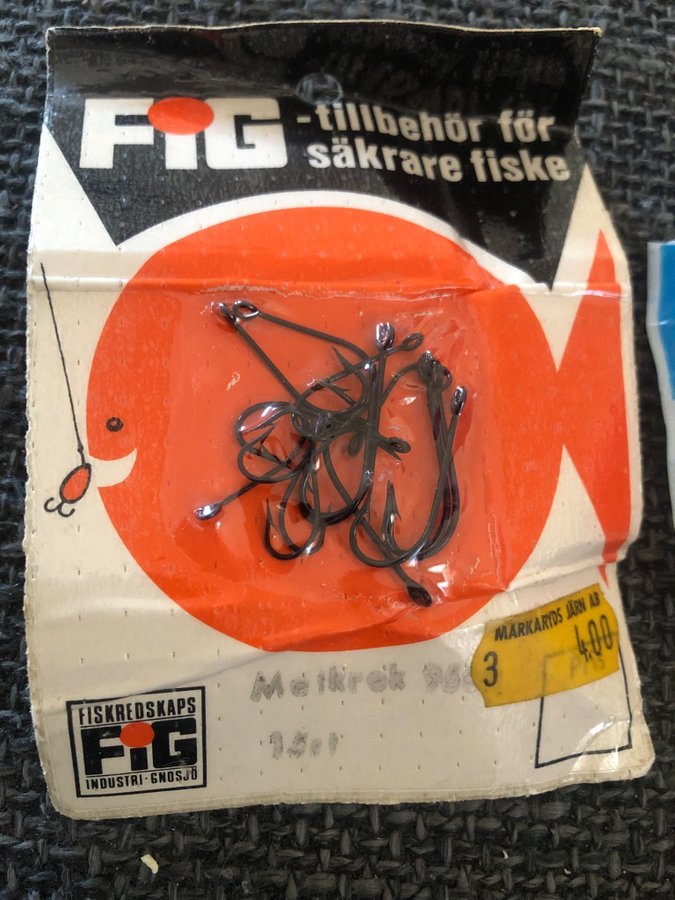 FiG
-tillbehör för
säkrare fiske
MARKARYDS JÄRN AB
3
4.00
Metkrok
FISKREDSKAPS
FiG
INDUSTRI·GNOSJÖ